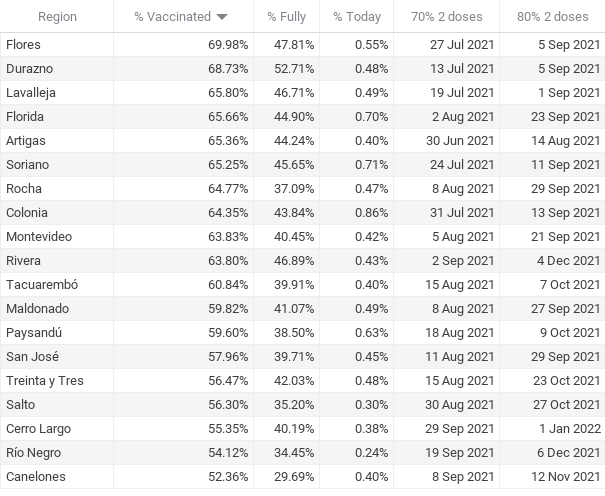 Region % Vaccinated % Fully % Today 70% 2 doses 80% 2 doses
Flores 69.98% 47.81% 0.55% 27 Jul 2021 5 Sep 2021
Durazno 68.73% 52.71% 0.48% 13 Jul 2021 5 Sep 2021
Lavalleja 65.80% 46.71% 0.49% 19 Jul 2021 1 Sep 2021
Florida 65.66% 44.90% 0.70% 2 Aug 2021 23 Sep 2021
Artigas 65.36% 44.24% 0.40% 30 Jun 2021 14 Aug 2021
Soriano 65.25% 45.65% 0.71% 24 Jul 2021 11 Sep 2021
Rocha 64.77% 37.09% 0.47% 8 Aug 2021 29 Sep 2021
Colonia 64.35% 43.84% 0.86% 31 Jul 2021 13 Sep 2021
Montevideo 63.83% 40.45% 0.42% 5 Aug 2021 21 Sep 2021
Rivera 63.80% 46.89% 0.43% 2 Sep 2021 4 Dec 2021
Tacuarembó 60.84% 39.91% 0.40% 15 Aug 2021 7 Oct 2021
Maldonado 59.82% 41.07% 0.49% 8 Aug 2021 27 Sep 2021
Paysandú 59.60% 38.50% 0.63% 18 Aug 2021 9 Oct 2021
San José 57.96% 39.71% 0.45% 11 Aug 2021 29 Sep 2021
Treinta y Tres 56.47% 42.03% 0.48% 15 Aug 2021 23 Oct 2021
Salto 56.30% 35.20% 0.30% 30 Aug 2021 27 Oct 2021
Cerro Largo 55.35% 40.19% 0.38% 29 Sep 2021 1 Jan 2022
Río Negro 54.12% 34.45% 0.24% 19 Sep 2021 6 Dec 2021
Canelones 52.36% 29.69% 0.40% 8 Sep 2021 12 Nov 2021